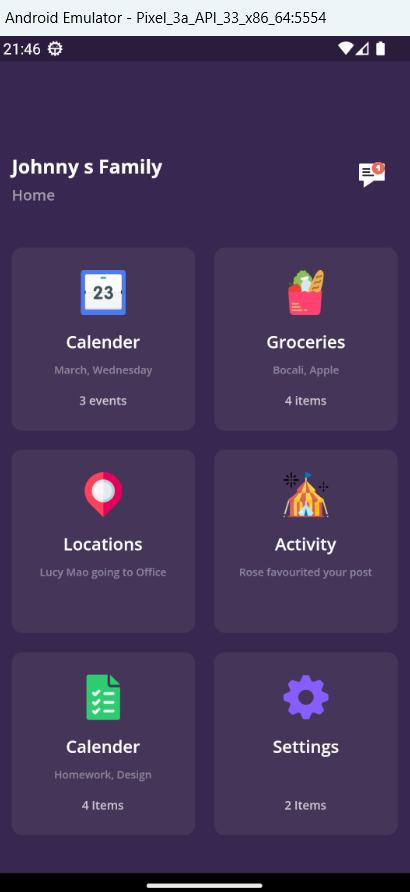 Android Emulator - Pixel_3a_API_33_x86_64:5554
21:46
Johnny s Family
1
Home
23
Calender
March, Wednesday
3 events
Groceries
Bocali, Apple
4 items
Locations
Lucy Mao going to Office
Activity
Rose favourited your post
Calender
Homework, Design
4 Items
Settings
2 Items